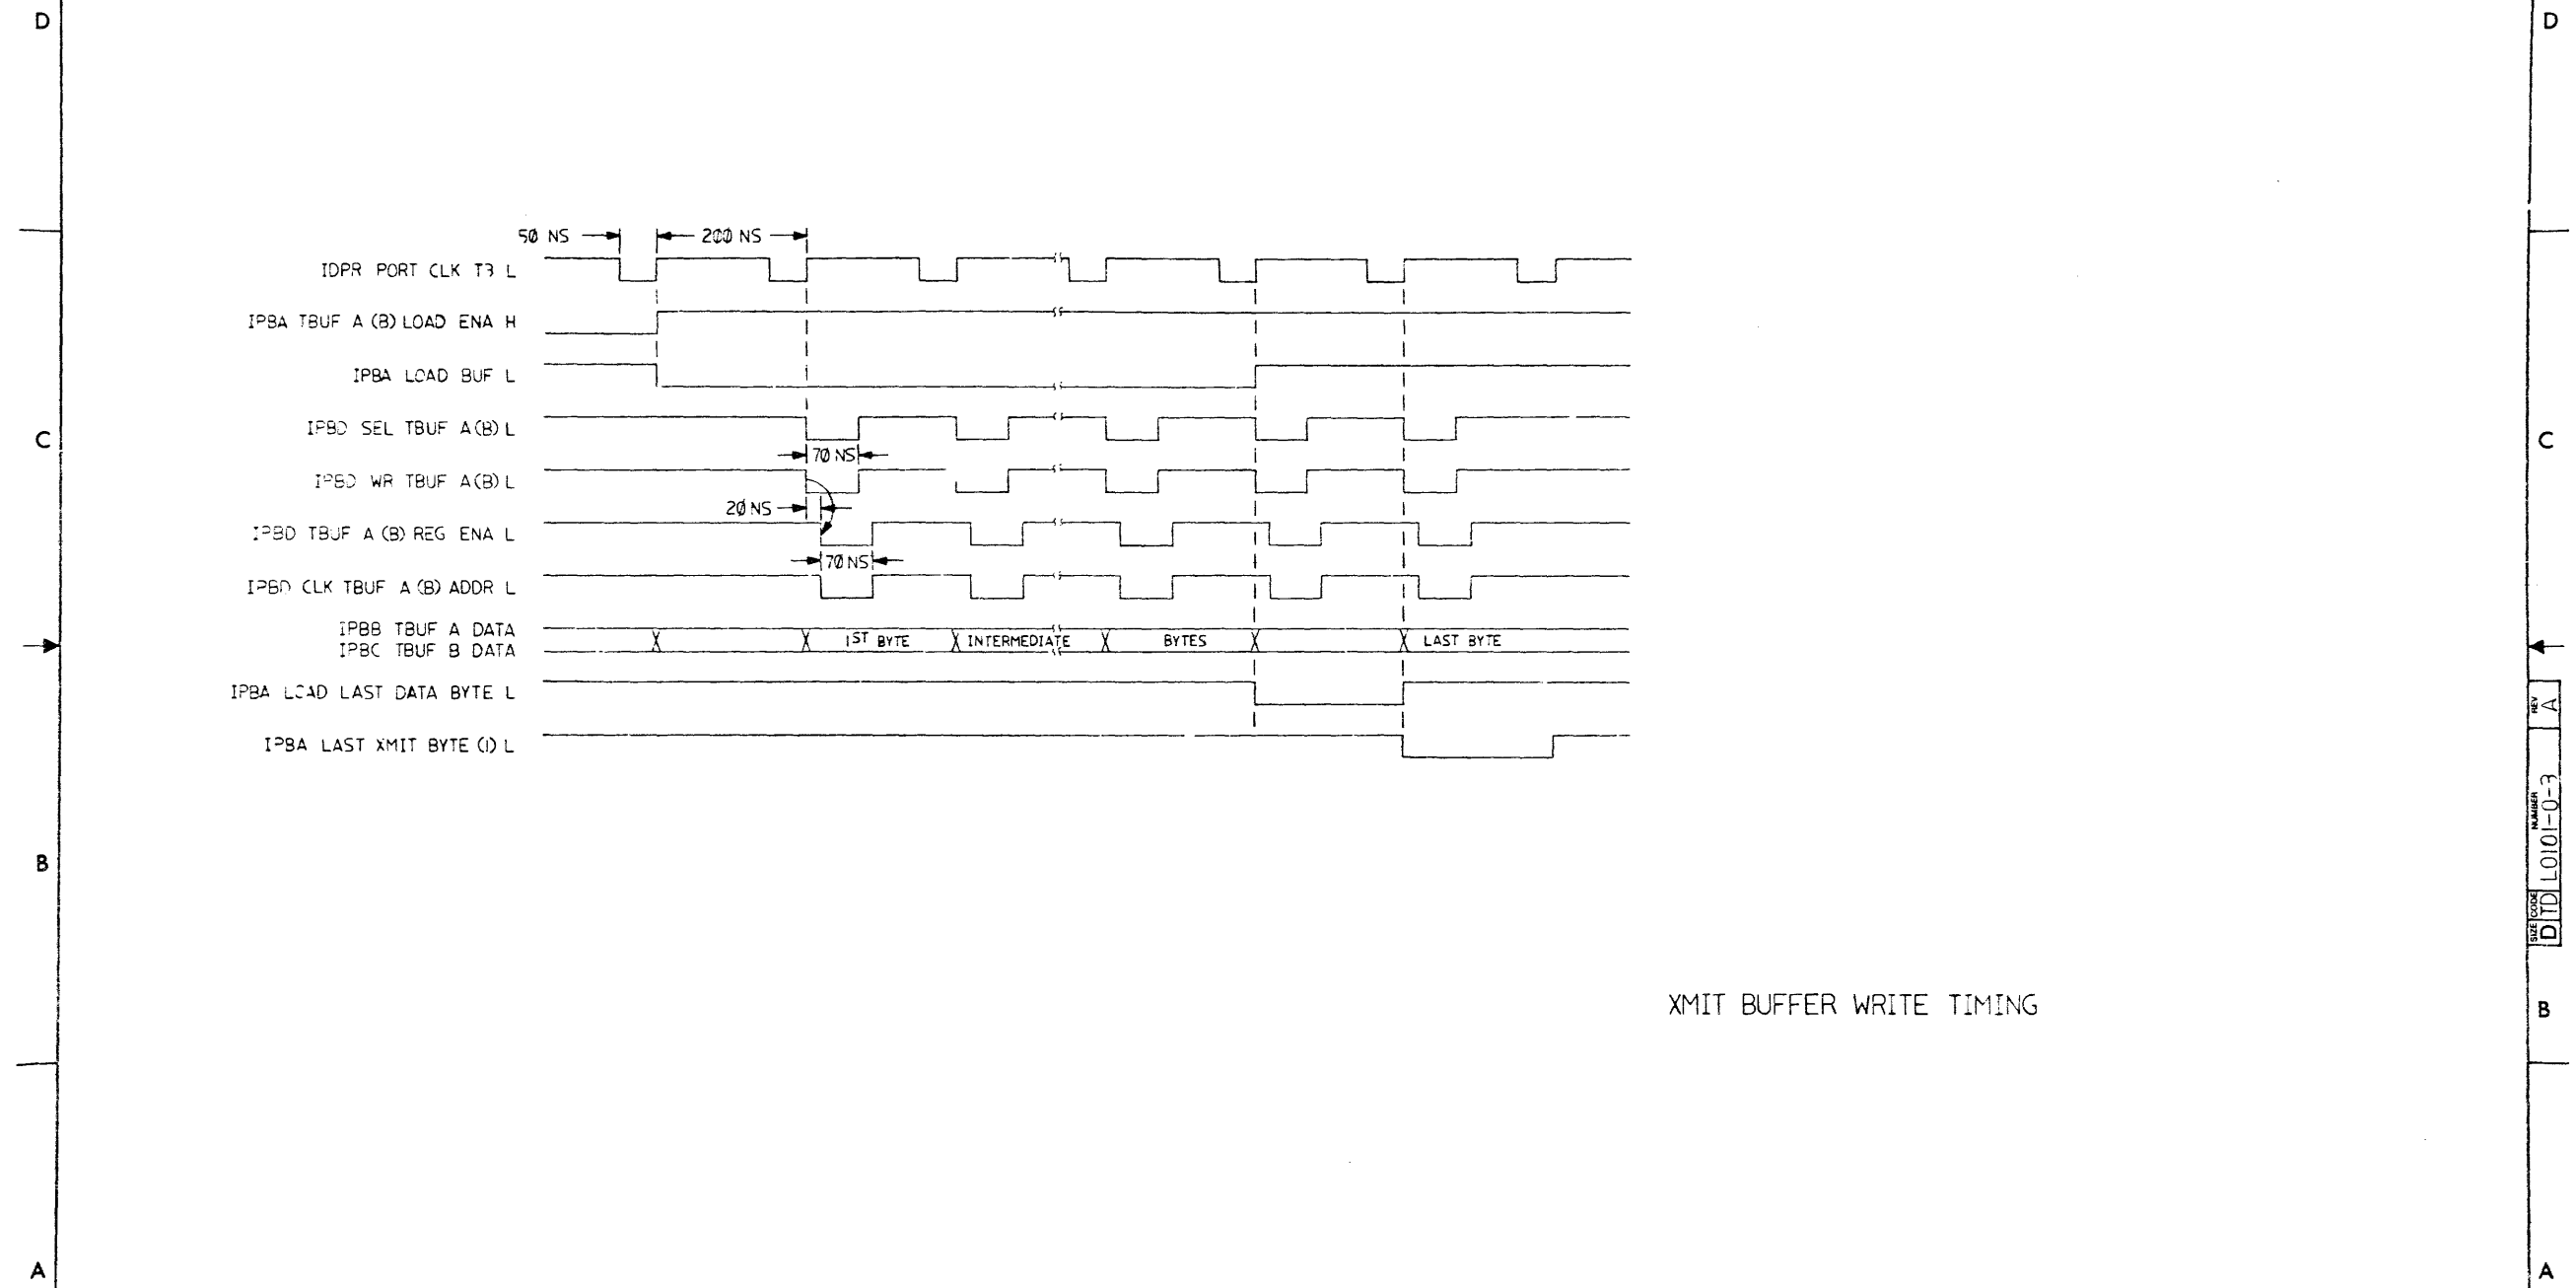 D
D
50 NS
200 NS
IDPR PORT CLK T3 L
IPBA TBUF A (B) LOAD ENA H
IPBA LOAD BUF L
IPBD SEL TBUF A(B) L
C
C
70 NS
IPBD WR TBUF A(B) L
20 NS
IPBD TBUF A (B) REG ENA L
70 NS
IPBD CLK TBUF A (B) ADDR L
IPBB TBUF A DATA
IPBC TBUF B DATA
1ST BYTE
INTERMEDIATE
BYTES
LAST BYTE
IPBA LOAD LAST DATA BYTE L
IPBA LAST XMIT BYTE (1) L
SIZE
D
CODE
TD
NUMBER
L0101-0-3
REV
A
B
XMIT BUFFER WRITE TIMING
B
A
A